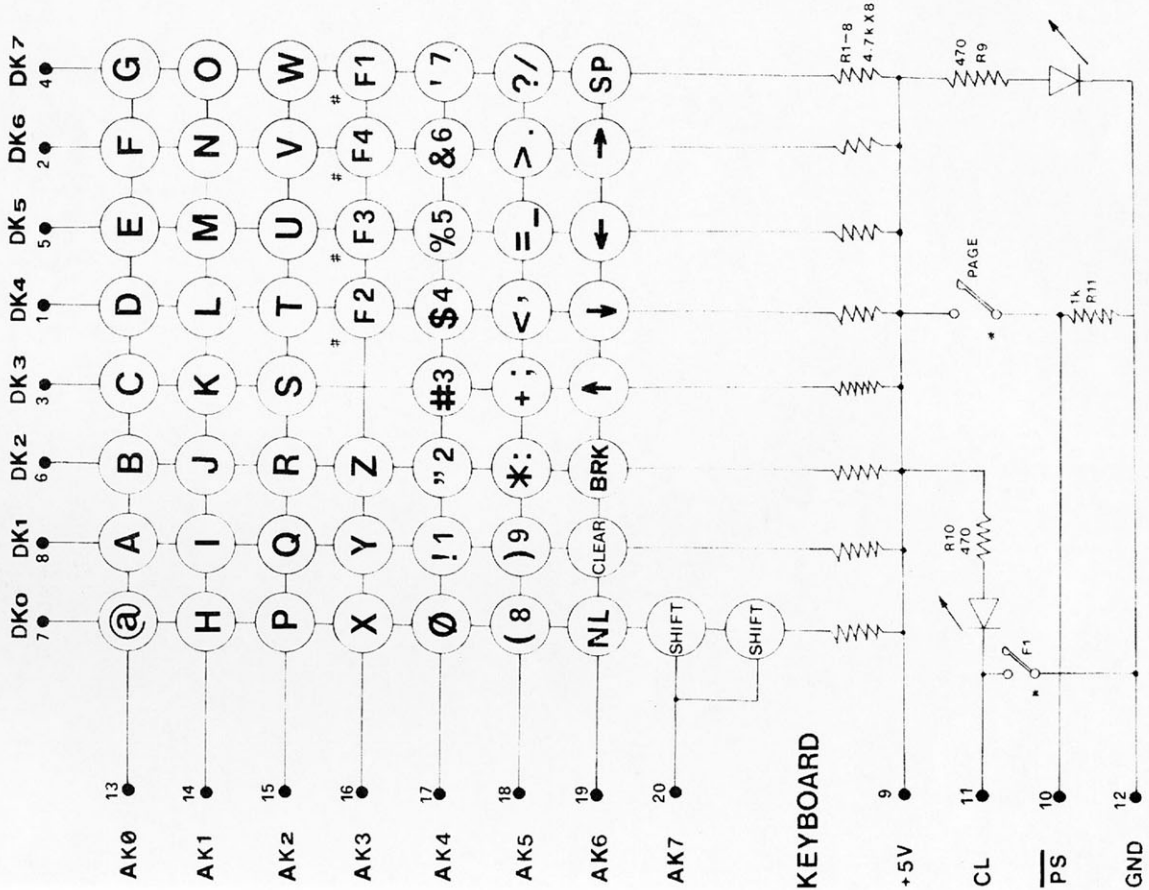 DK0 DK1 DK2 DK3 DK4 DK5 DK6 DK7
7 8 6 3 1 5 2 4
AK0 13 @ A B C D E F G
AK1 14 H I J K L M N O
AK2 15 P Q R S T U V W
# # # #
AK3 16 X Y Z F2 F3 F4 F1
AK4 17 Ø !1 "2 #3 $4 %5 &6 '7
AK5 18 (8 )9 *: +; <, =_ >. ?/
AK6 19 NL CLEAR BRK ↑ ↓ ← → SP
AK7 20 SHIFT
SHIFT
KEYBOARD
R1-8
4.7kX8
+5V 9
R10
470
470
R9
PAGE
*
CL 11
F1
*
PS 10
1k
R11
GND 12